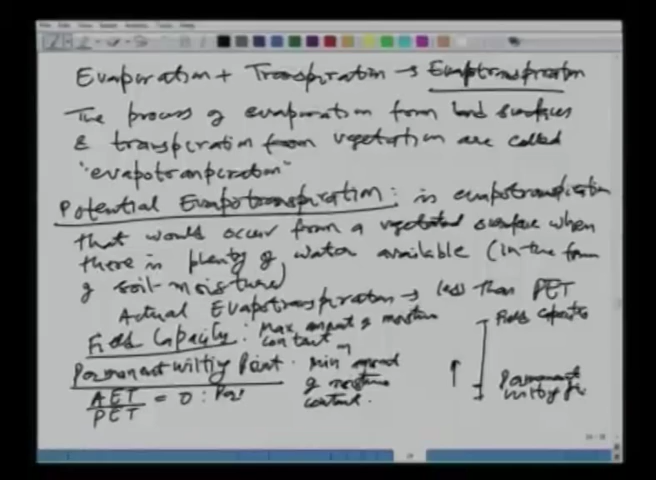 Evaporation + Transpiration → Evapotranspiration
The process of evaporation from land surfaces
& transpiration from vegetation are called
"evapotranspiration"
Potential Evapotranspiration: is evapotranspiration
that would occur from a vegetated surface when
there is plenty of water available (in the form
of soil-moisture)
Actual Evapotranspiration → less than PET
Field Capacity: Max amount of moisture
content
Permanent Wilting Point. Min amount
of moisture
content.
AET
PET = 0 : Per
Field capacity
Permanent
wilting